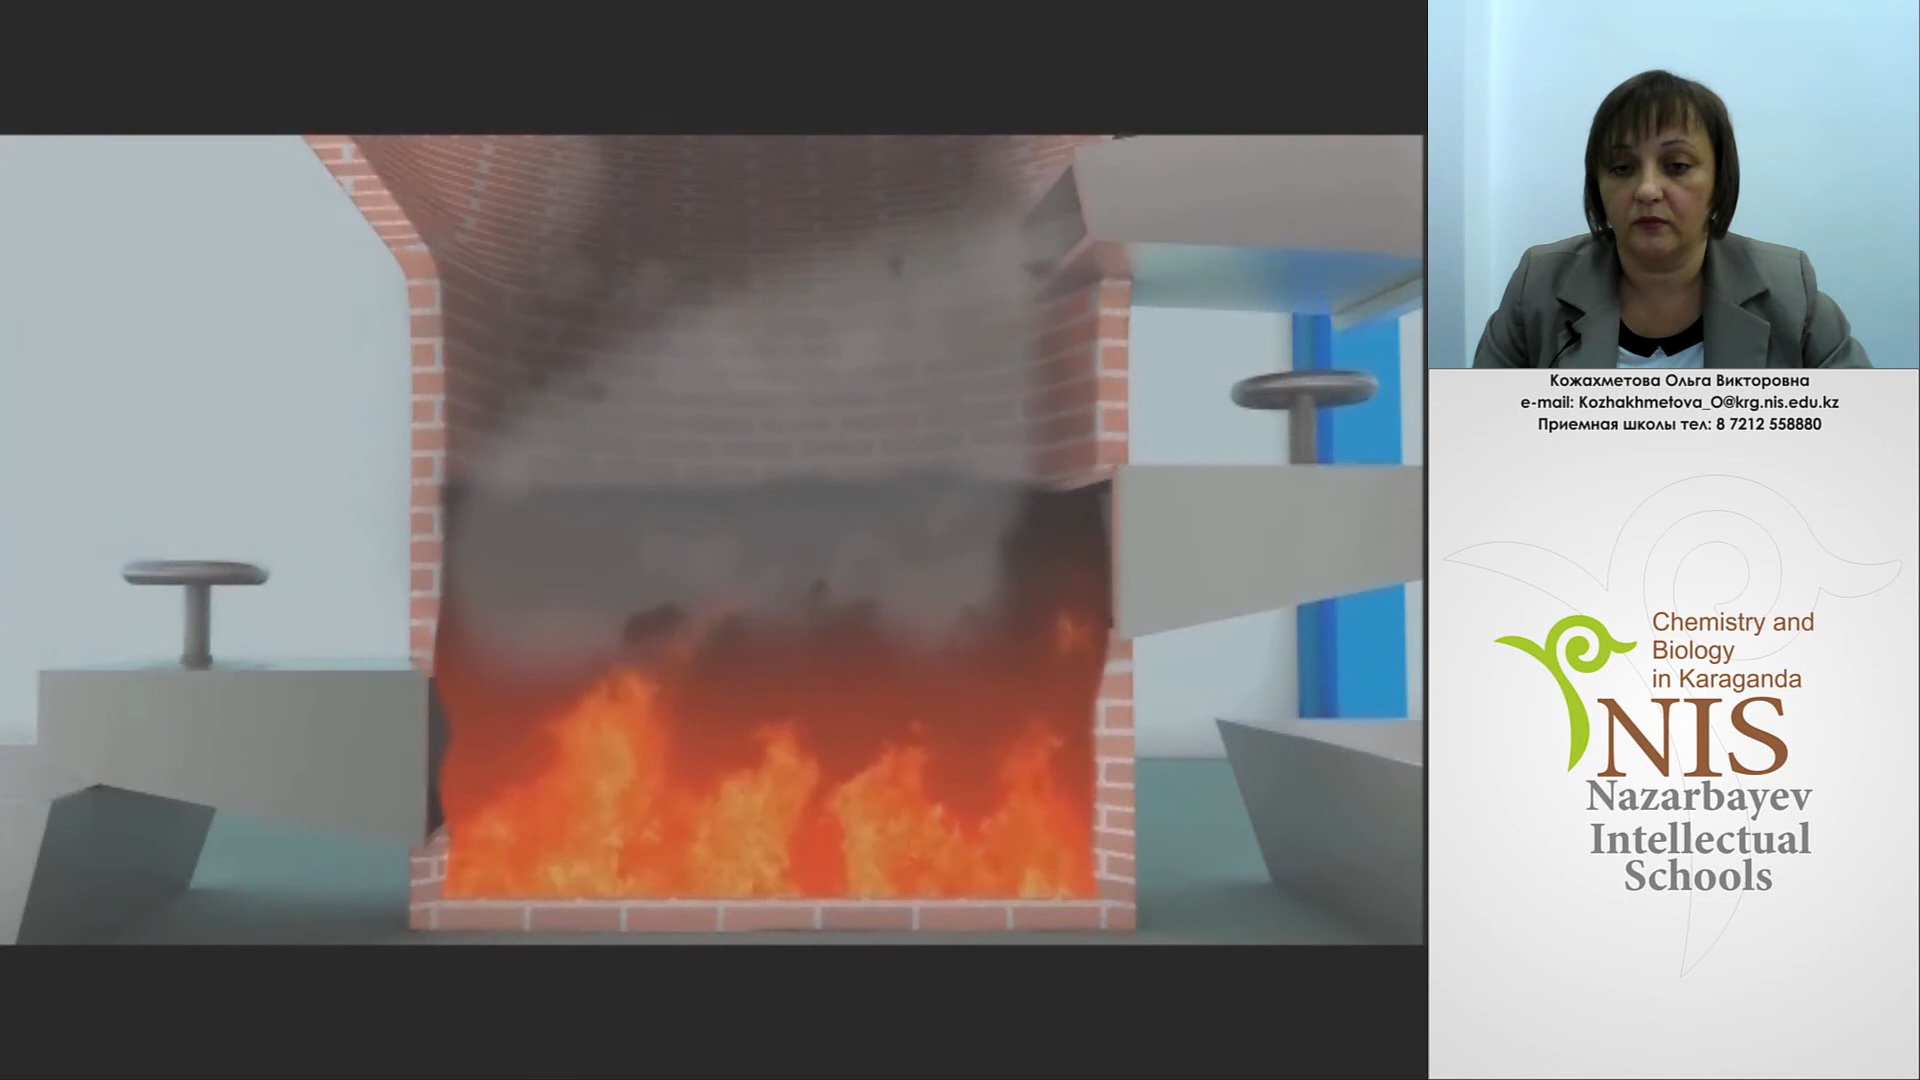 Кожахметова Ольга Викторовна
e-mail: Kozhakhmetova_O@krg.nis.edu.kz
Приемная школы тел: 8 7212 558880
Chemistry and
Biology
in Karaganda
NIS
Nazarbayev
Intellectual
Schools